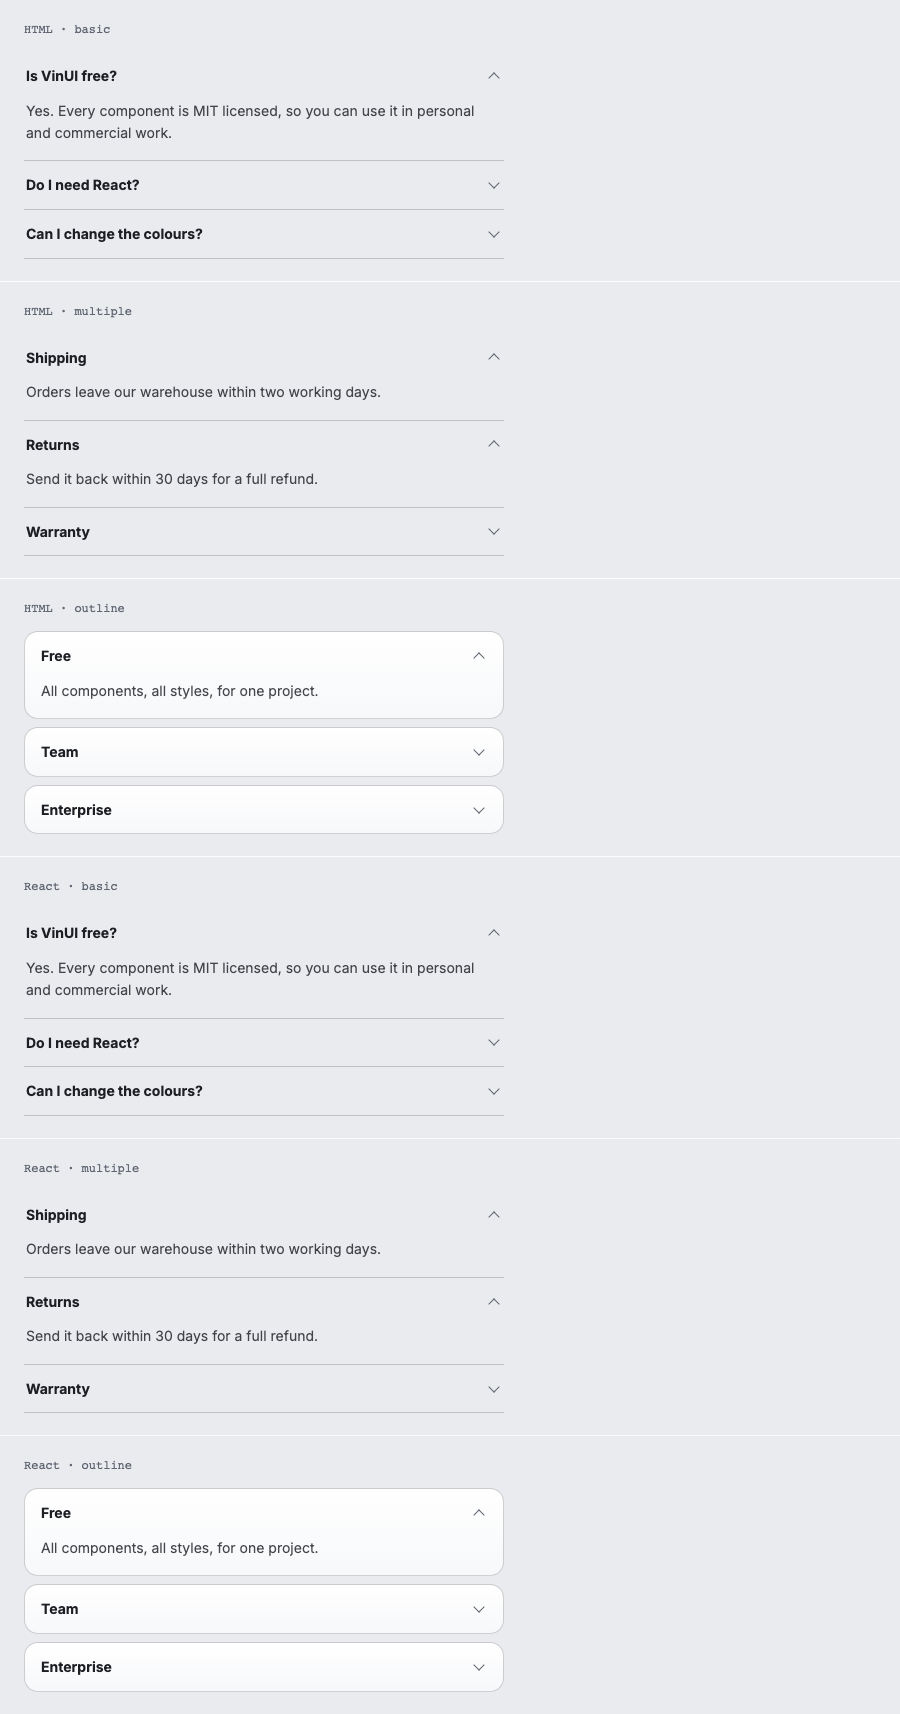 HTML · basic
Is VinUI free?
Yes. Every component is MIT licensed, so you can use it in personal
and commercial work.
Do I need React?
Can I change the colours?
HTML · multiple
Shipping
Orders leave our warehouse within two working days.
Returns
Send it back within 30 days for a full refund.
Warranty
HTML · outline
Free
All components, all styles, for one project.
Team
Enterprise
React · basic
Is VinUI free?
Yes. Every component is MIT licensed, so you can use it in personal
and commercial work.
Do I need React?
Can I change the colours?
React · multiple
Shipping
Orders leave our warehouse within two working days.
Returns
Send it back within 30 days for a full refund.
Warranty
React · outline
Free
All components, all styles, for one project.
Team
Enterprise